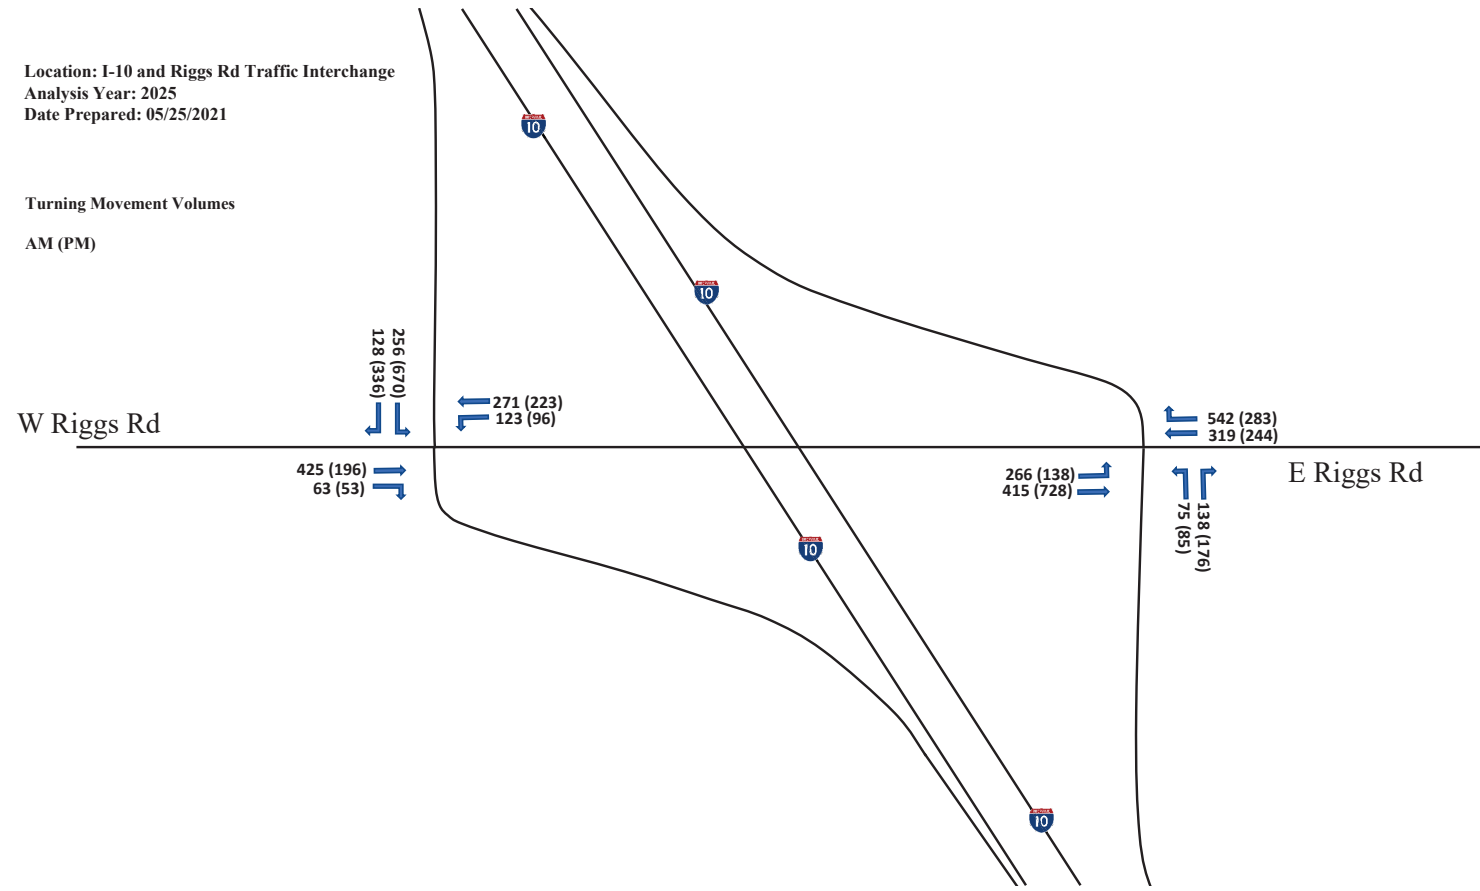 Location: I-10 and Riggs Rd Traffic Interchange
Analysis Year: 2025
Date Prepared: 05/25/2021
10
Turning Movement Volumes
AM (PM)
10
128 (336)
256 (670)
271 (223)
123 (96)
W Riggs Rd
542 (283)
319 (244)
425 (196)
63 (53)
266 (138)
415 (728)
E Riggs Rd
75 (85)
138 (176)
10
10